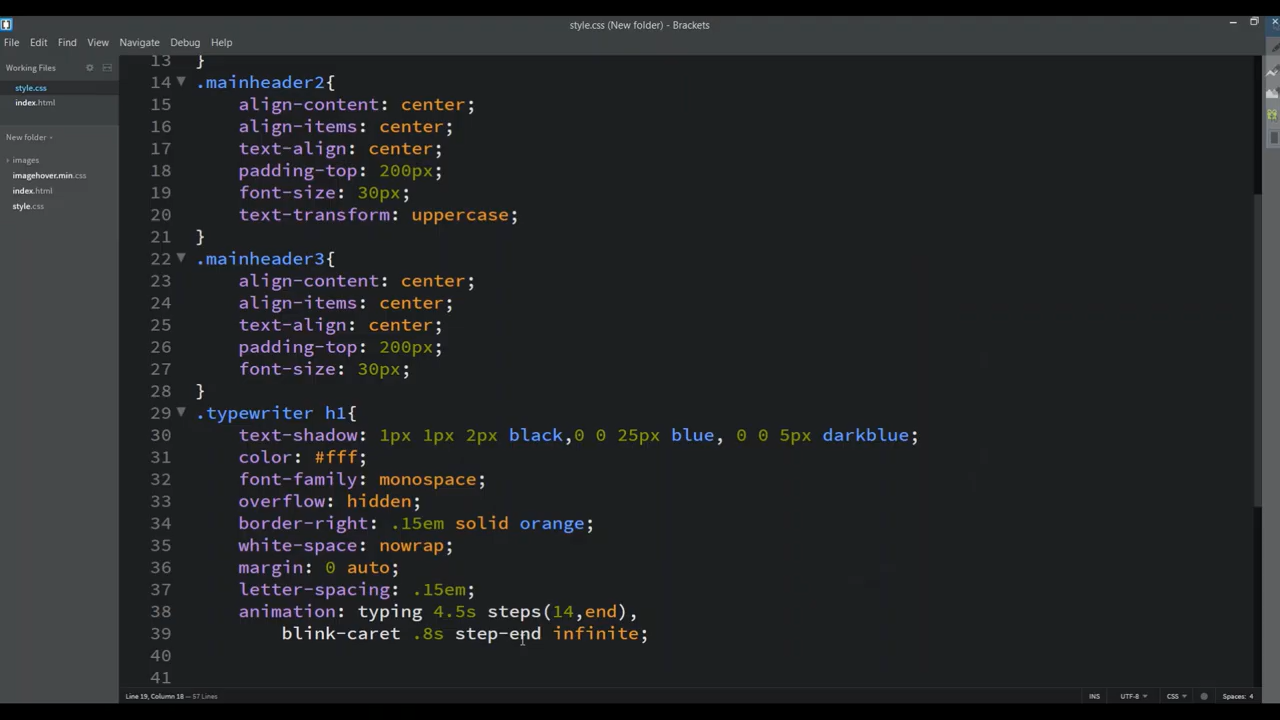 style.css (New folder) - Brackets
File Edit Find View Navigate Debug Help
Working Files
style.css
index.html
New folder
images
imagehover.min.css
index.html
style.css
13 }
14 .mainheader2{
15 align-content: center;
16 align-items: center;
17 text-align: center;
18 padding-top: 200px;
19 font-size: 30px;
20 text-transform: uppercase;
21 }
22 .mainheader3{
23 align-content: center;
24 align-items: center;
25 text-align: center;
26 padding-top: 200px;
27 font-size: 30px;
28 }
29 .typewriter h1{
30 text-shadow: 1px 1px 2px black,0 0 25px blue, 0 0 5px darkblue;
31 color: #fff;
32 font-family: monospace;
33 overflow: hidden;
34 border-right: .15em solid orange;
35 white-space: nowrap;
36 margin: 0 auto;
37 letter-spacing: .15em;
38 animation: typing 4.5s steps(14,end),
39 blink-caret .8s step-end infinite;
40
41
Line 19, Column 18 — 57 Lines INS UTF-8 CSS Spaces: 4